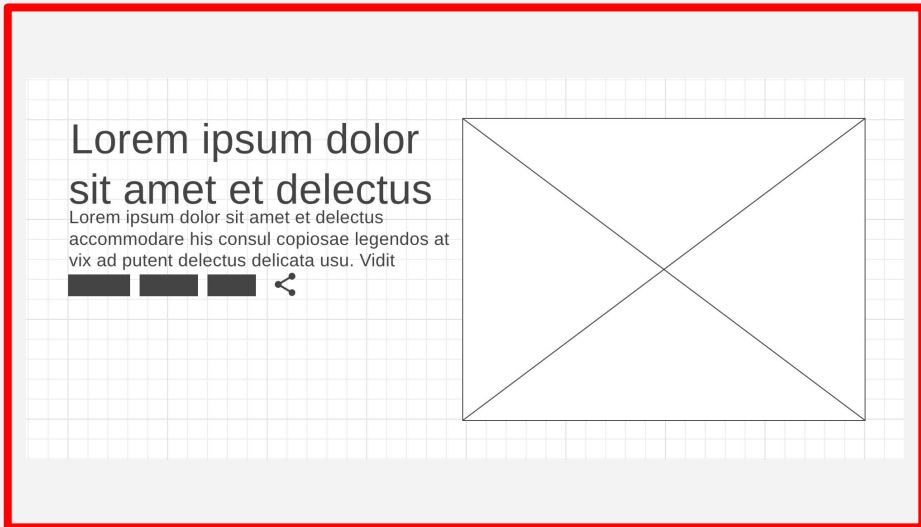 Lorem ipsum dolor
sit amet et delectus
Lorem ipsum dolor sit amet et delectus
accommodare his consul copiosae legendos at
vix ad putent delectus delicata usu. Vidit